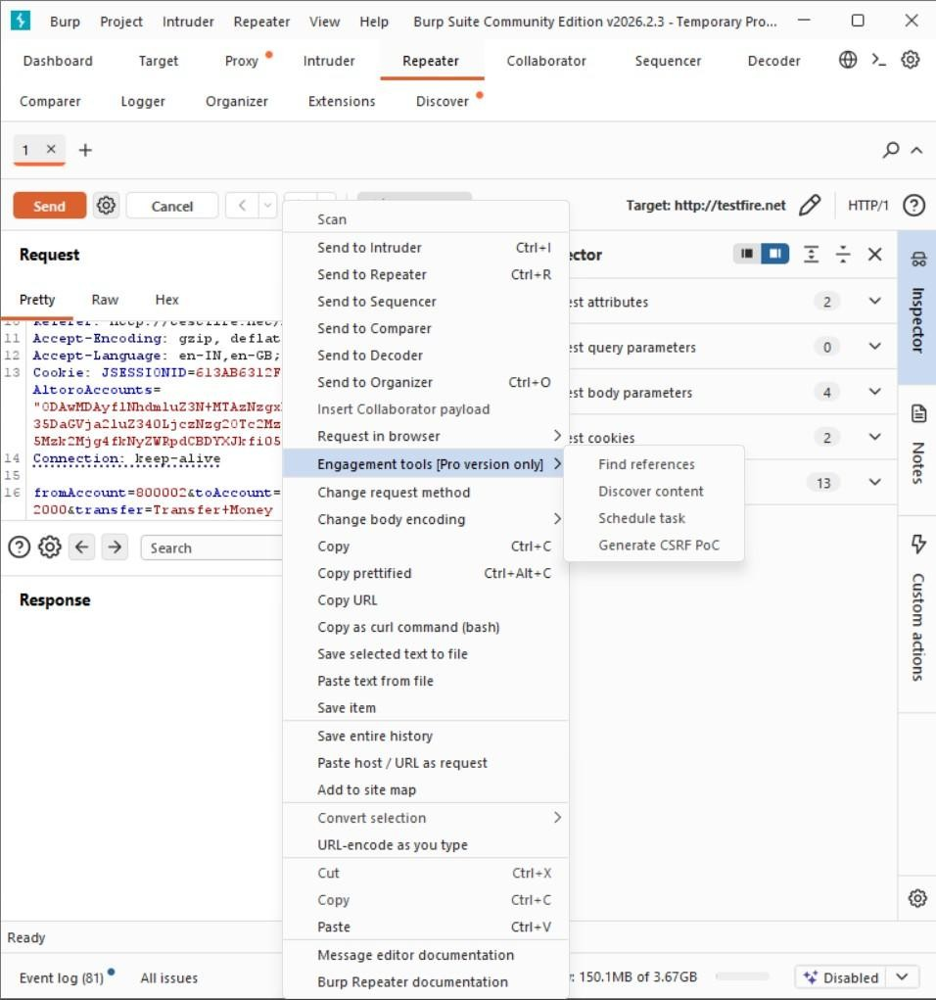 Burp Project Intruder Repeater View Help Burp Suite Community Edition v2026.2.3 - Temporary Pro...
Dashboard Target Proxy Intruder Repeater Collaborator Sequencer Decoder
Comparer Logger Organizer Extensions Discover
1
Send Cancel Target: http://testfire.net HTTP/1
Request
Pretty Raw Hex
10 Referer: http://testfire.net/
11 Accept-Encoding: gzip, deflat
12 Accept-Language: en-IN,en-GB;
13 Cookie: JSESSIONID=613AB6312F
AltoroAccounts=
14 Connection: keep-alive
15
16 fromAccount=800002&toAccount=
2000&transfer=Transfer+Money
Search
Response
Scan
Send to Intruder Ctrl+I
Send to Repeater Ctrl+R
Send to Sequencer
Send to Comparer
Send to Decoder
Send to Organizer Ctrl+O
Insert Collaborator payload
Request in browser
Engagement tools [Pro version only]
Change request method
Change body encoding
Copy Ctrl+C
Copy prettified Ctrl+Alt+C
Copy URL
Copy as curl command (bash)
Save selected text to file
Paste text from file
Save item
Save entire history
Paste host / URL as request
Add to site map
Convert selection
URL-encode as you type
Cut Ctrl+X
Copy Ctrl+C
Paste Ctrl+V
Message editor documentation
Burp Repeater documentation
Find references
Discover content
Schedule task
Generate CSRF PoC
ector
est attributes 2
est query parameters 0
est body parameters 4
est cookies 2
13
Inspector
Notes
Custom actions
Ready
Event log (81) All issues y: 150.1MB of 3.67GB Disabled